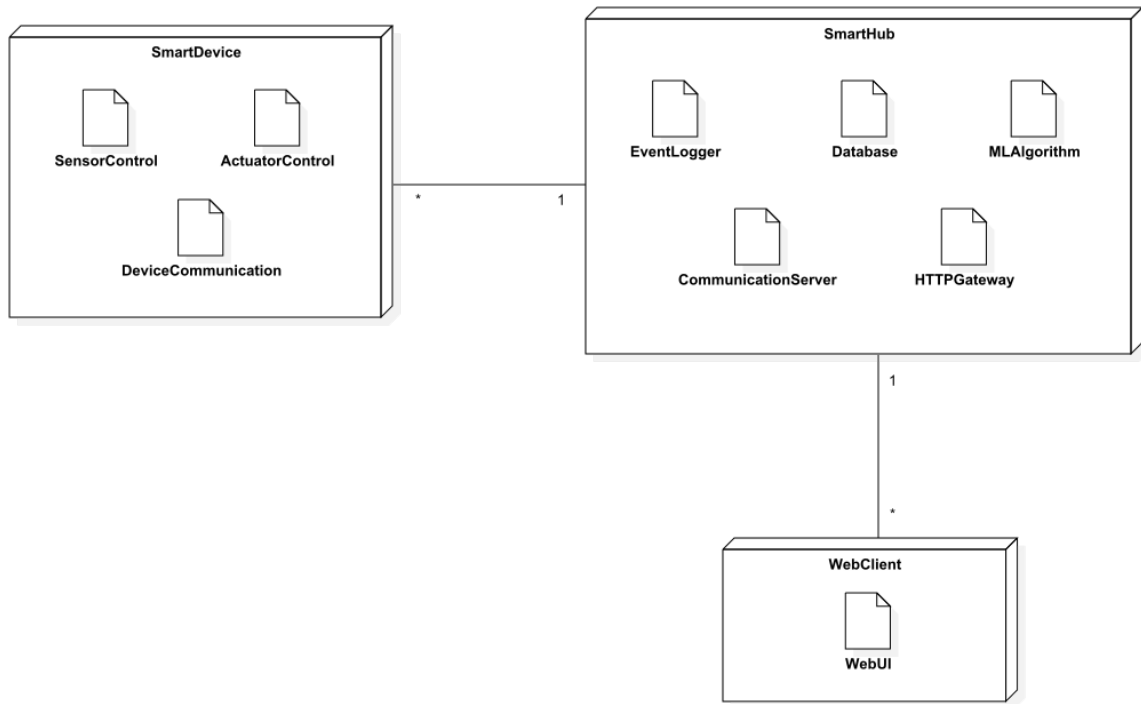 SmartDevice
SensorControl
ActuatorControl
DeviceCommunication
*
1
SmartHub
EventLogger
Database
MLAlgorithm
CommunicationServer
HTTPGateway
1
*
WebClient
WebUI